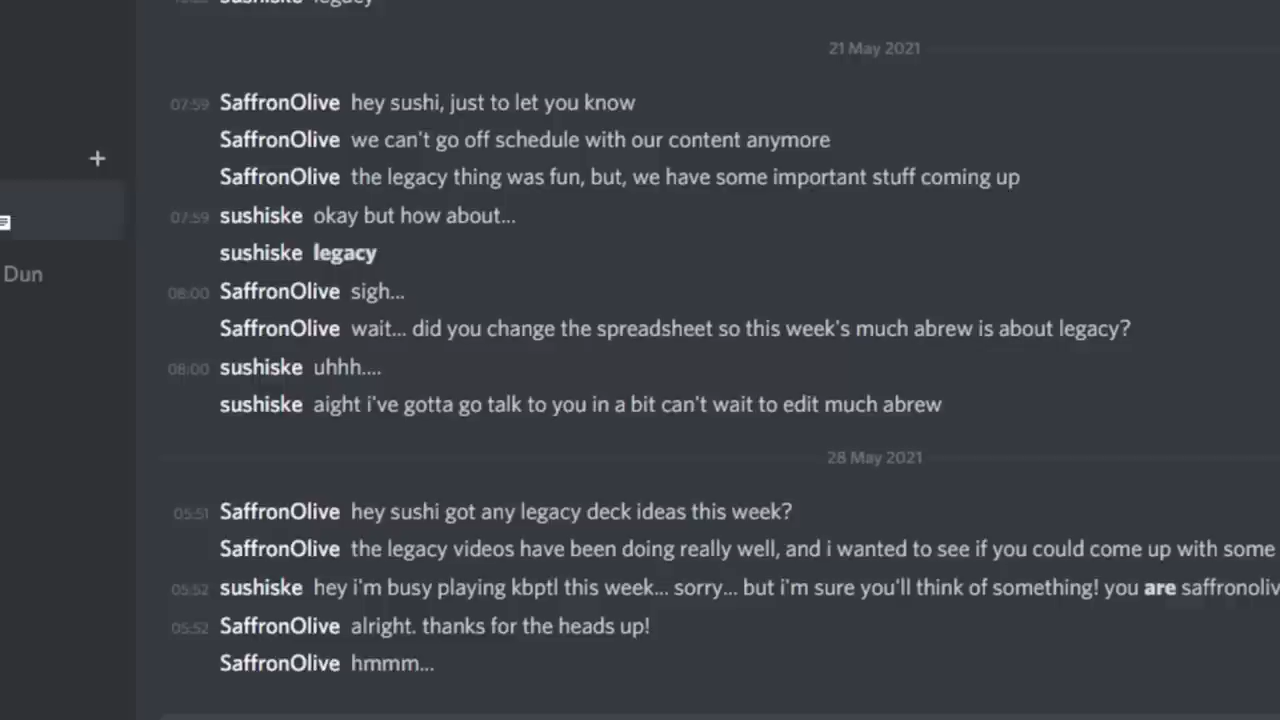 sushiske legacy
21 May 2021
07:59 SaffronOlive hey sushi, just to let you know
SaffronOlive we can't go off schedule with our content anymore
SaffronOlive the legacy thing was fun, but, we have some important stuff coming up
07:59 sushiske okay but how about...
sushiske legacy
Dun
08:00 SaffronOlive sigh...
SaffronOlive wait... did you change the spreadsheet so this week's much abrew is about legacy?
08:00 sushiske uhhh....
sushiske aight i've gotta go talk to you in a bit can't wait to edit much abrew
28 May 2021
05:51 SaffronOlive hey sushi got any legacy deck ideas this week?
SaffronOlive the legacy videos have been doing really well, and i wanted to see if you could come up with some
05:52 sushiske hey i'm busy playing kbptl this week... sorry... but i'm sure you'll think of something! you are saffronoliv
05:52 SaffronOlive alright. thanks for the heads up!
SaffronOlive hmmm...